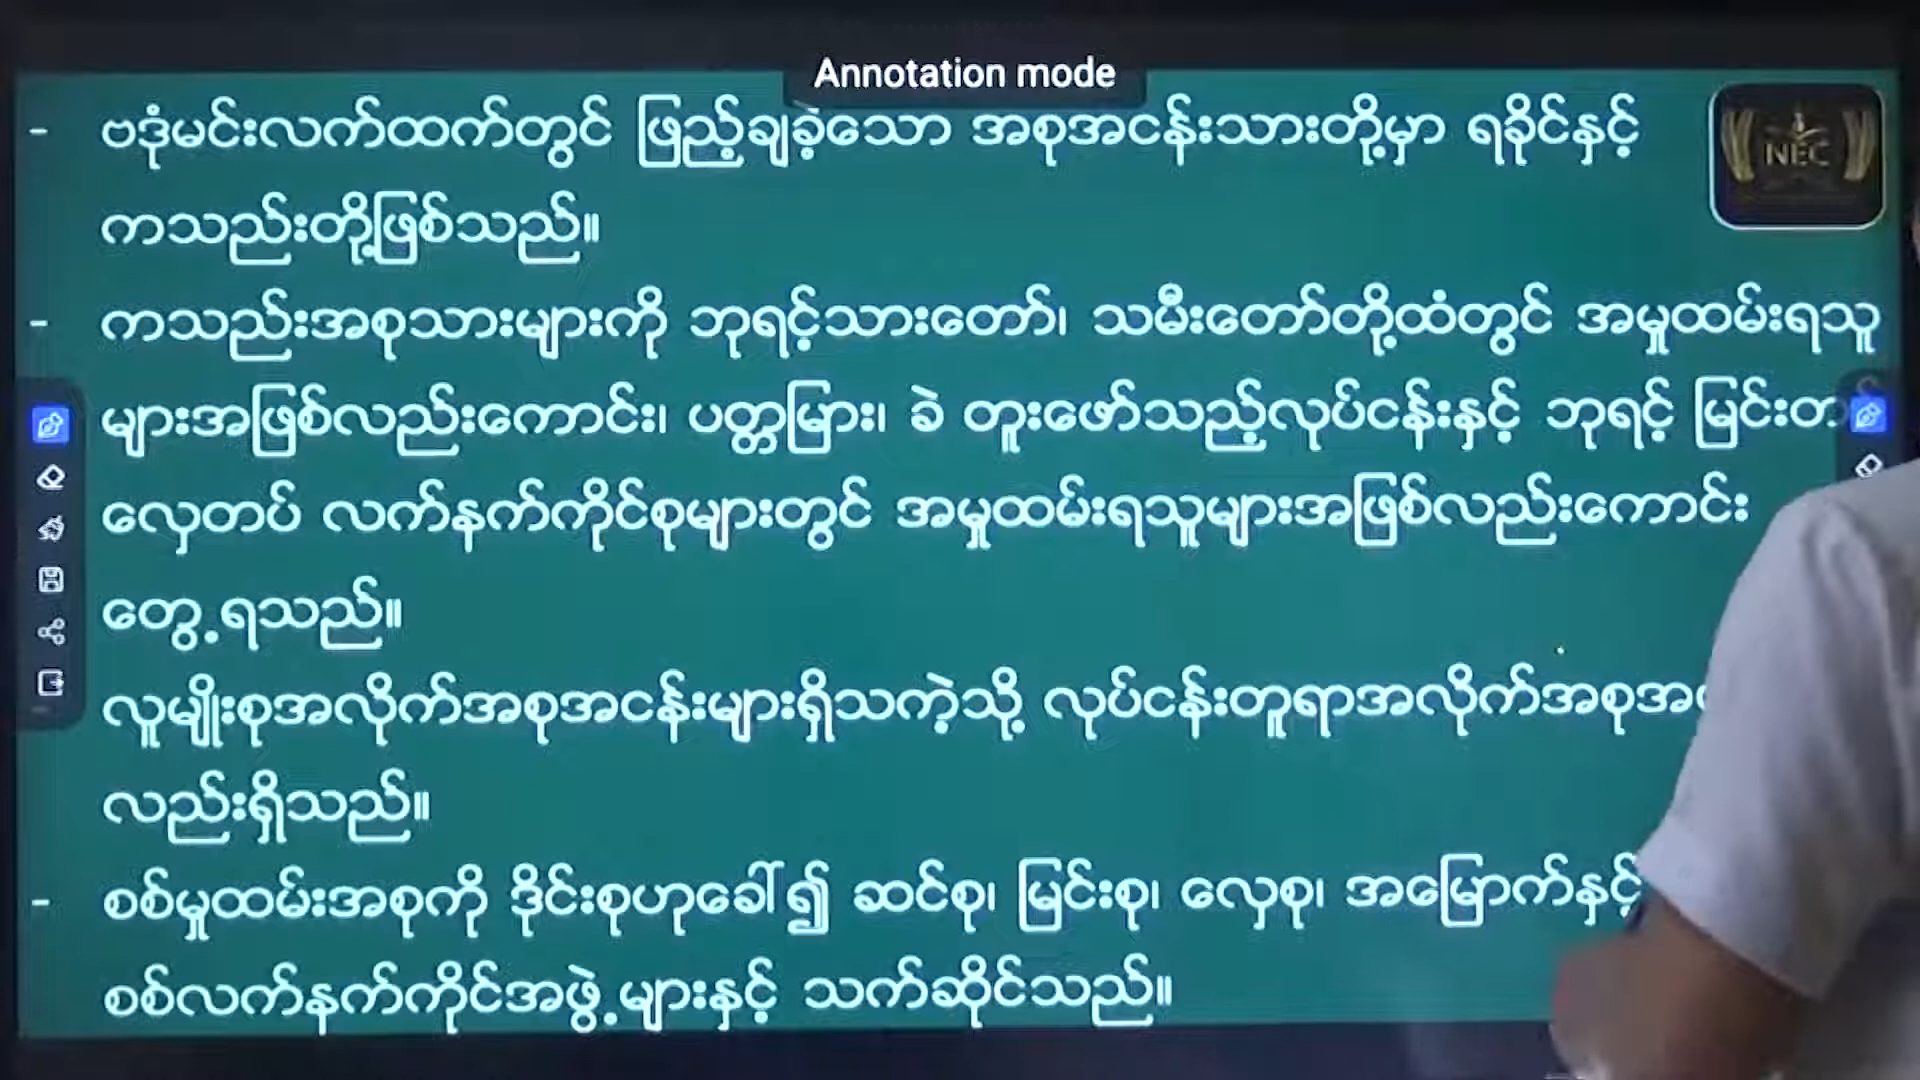 Annotation mode
- ဗဒုံမင်းလက်ထက်တွင် ဖြည့်ချခဲ့သော အစုအငန်းသားတို့မှာ ရခိုင်နှင့်
NEC
ကသည်းတို့ဖြစ်သည်။
- ကသည်းအစုသားများကို ဘုရင့်သားတော်၊ သမီးတော်တို့ထံတွင် အမှုထမ်းရသူ
များအဖြစ်လည်းကောင်း၊ ပတ္တမြား၊ ခဲ တူးဖော်သည့်လုပ်ငန်းနှင့် ဘုရင့် မြင်း
လှေတပ် လက်နက်ကိုင်စုများတွင် အမှုထမ်းရသူများအဖြစ်လည်းကောင်း
တွေ့ရသည်။
လူမျိုးစုအလိုက်အစုအငန်းများရှိသကဲ့သို့ လုပ်ငန်းတူရာအလိုက်
လည်းရှိသည်။
- စစ်မှုထမ်းအစုကို ဒိုင်းစုဟုခေါ်၍ ဆင်စု၊ မြင်းစု၊ လှေစု၊ အမြောက်နှင့်
စစ်လက်နက်ကိုင်အဖွဲ့များနှင့် သက်ဆိုင်သည်။